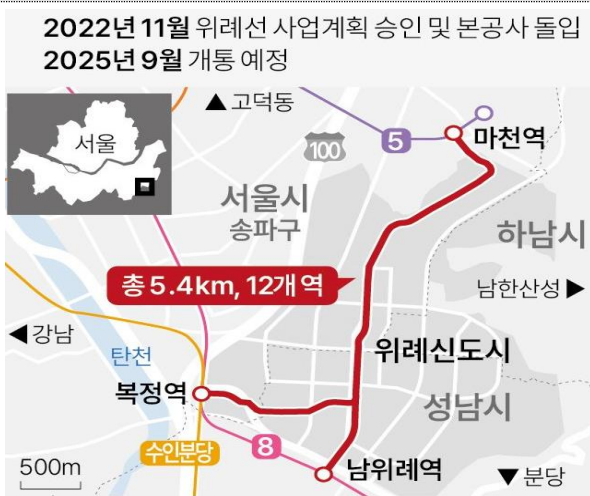 2022년 11월 위례선 사업계획 승인 및 본공사 돌입
2025년 9월 개통 예정
▲ 고덕동
서울
5
마천역
100
서울시
송파구
하남시
총 5.4km, 12개 역
남한산성 ▶
◀ 강남
위례신도시
탄천
복정역
성남시
수인분당
8
500m
남위례역
▼ 분당